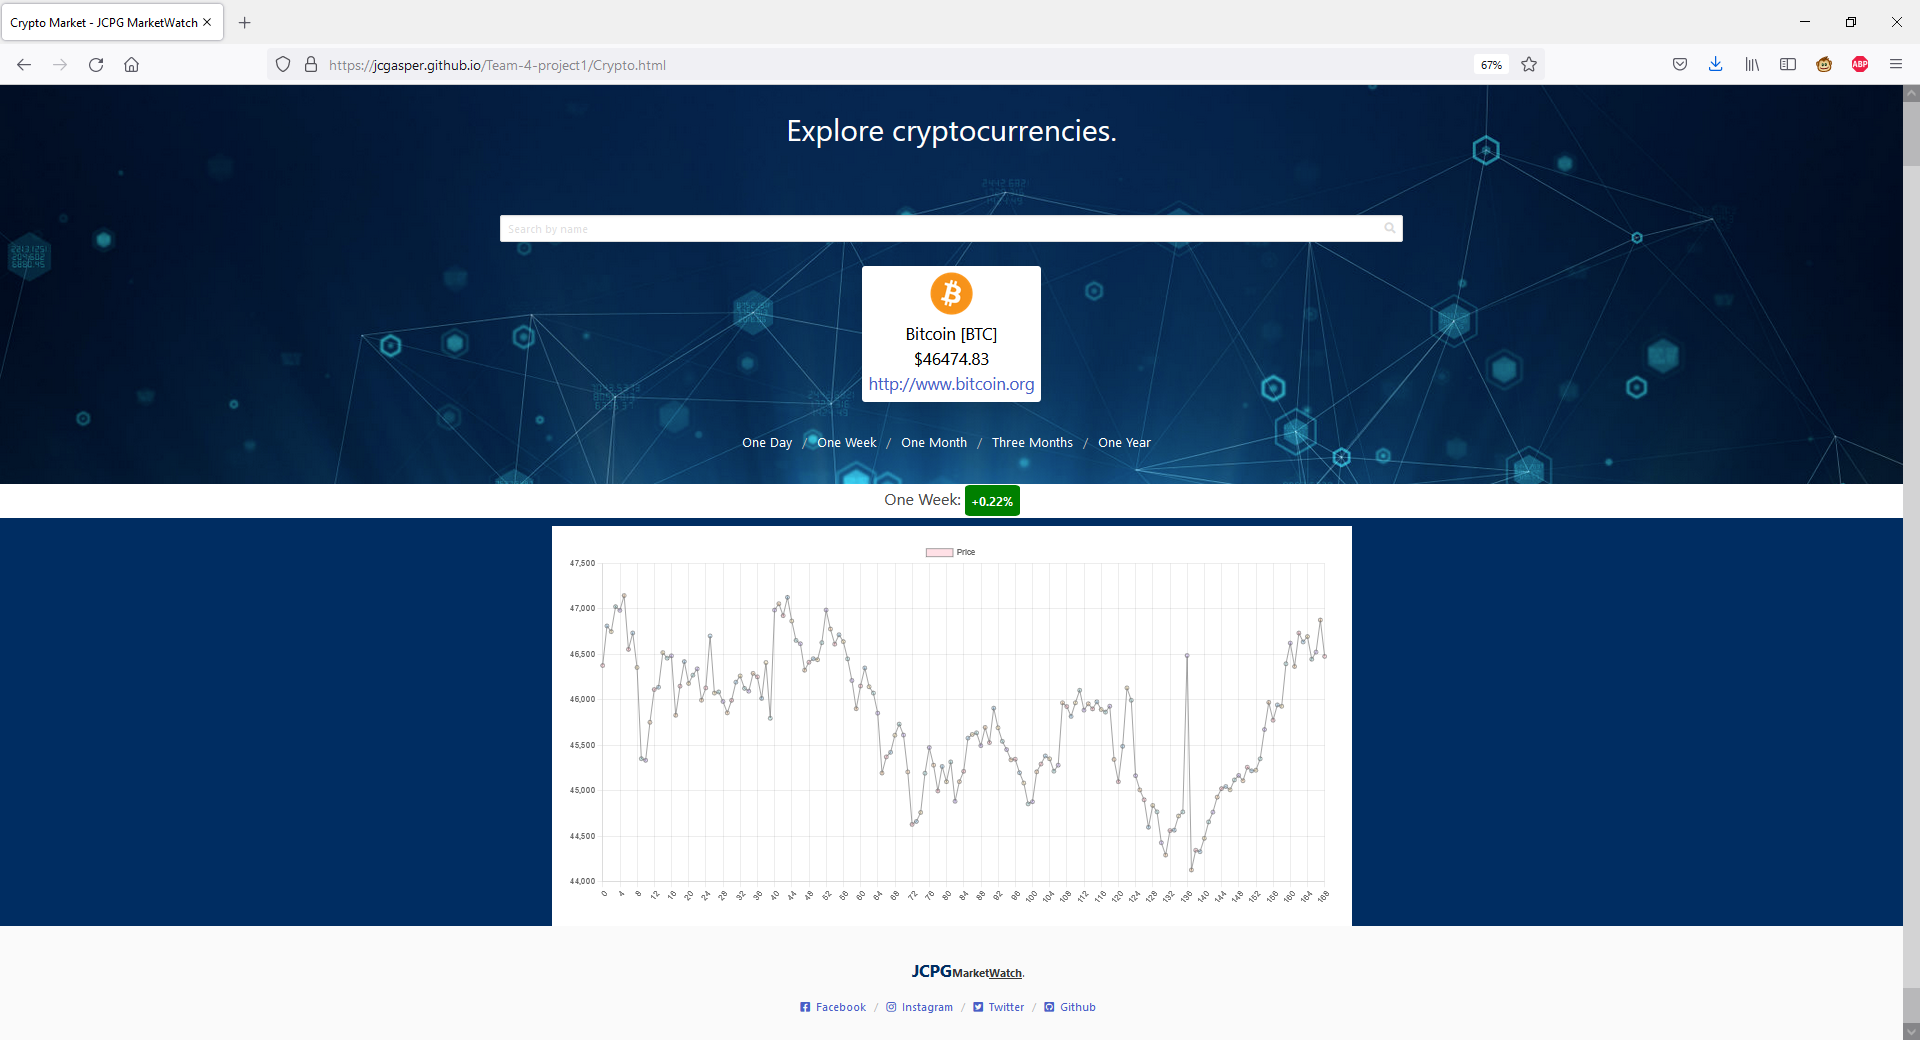 Crypto Market - JCPG MarketWatch
https://jcgasper.github.io/Team-4-project1/Crypto.html
67%
ABP
Explore cryptocurrencies.
Search by name
Bitcoin [BTC]
$46474.83
http://www.bitcoin.org
One Day / One Week / One Month / Three Months / One Year
One Week: +0.22%
Price
47,500
47,000
46,500
46,000
45,500
45,000
44,500
44,000
0 4 8 12 16 20 24 28 32 36 40 44 48 52 56 60 64 68 72 76 80 84 88 92 96 100 104 108 112 116 120 124 128 132 136 140 144 148 152 156 160 164 168
JCPGMarketWatch.
Facebook / Instagram / Twitter / Github